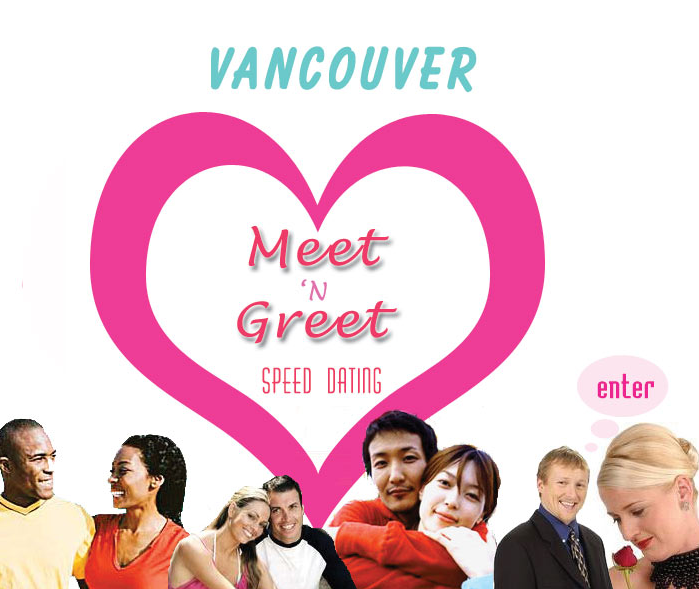 VANCOUVER
Meet
'N
Greet
SPEED DATING
enter